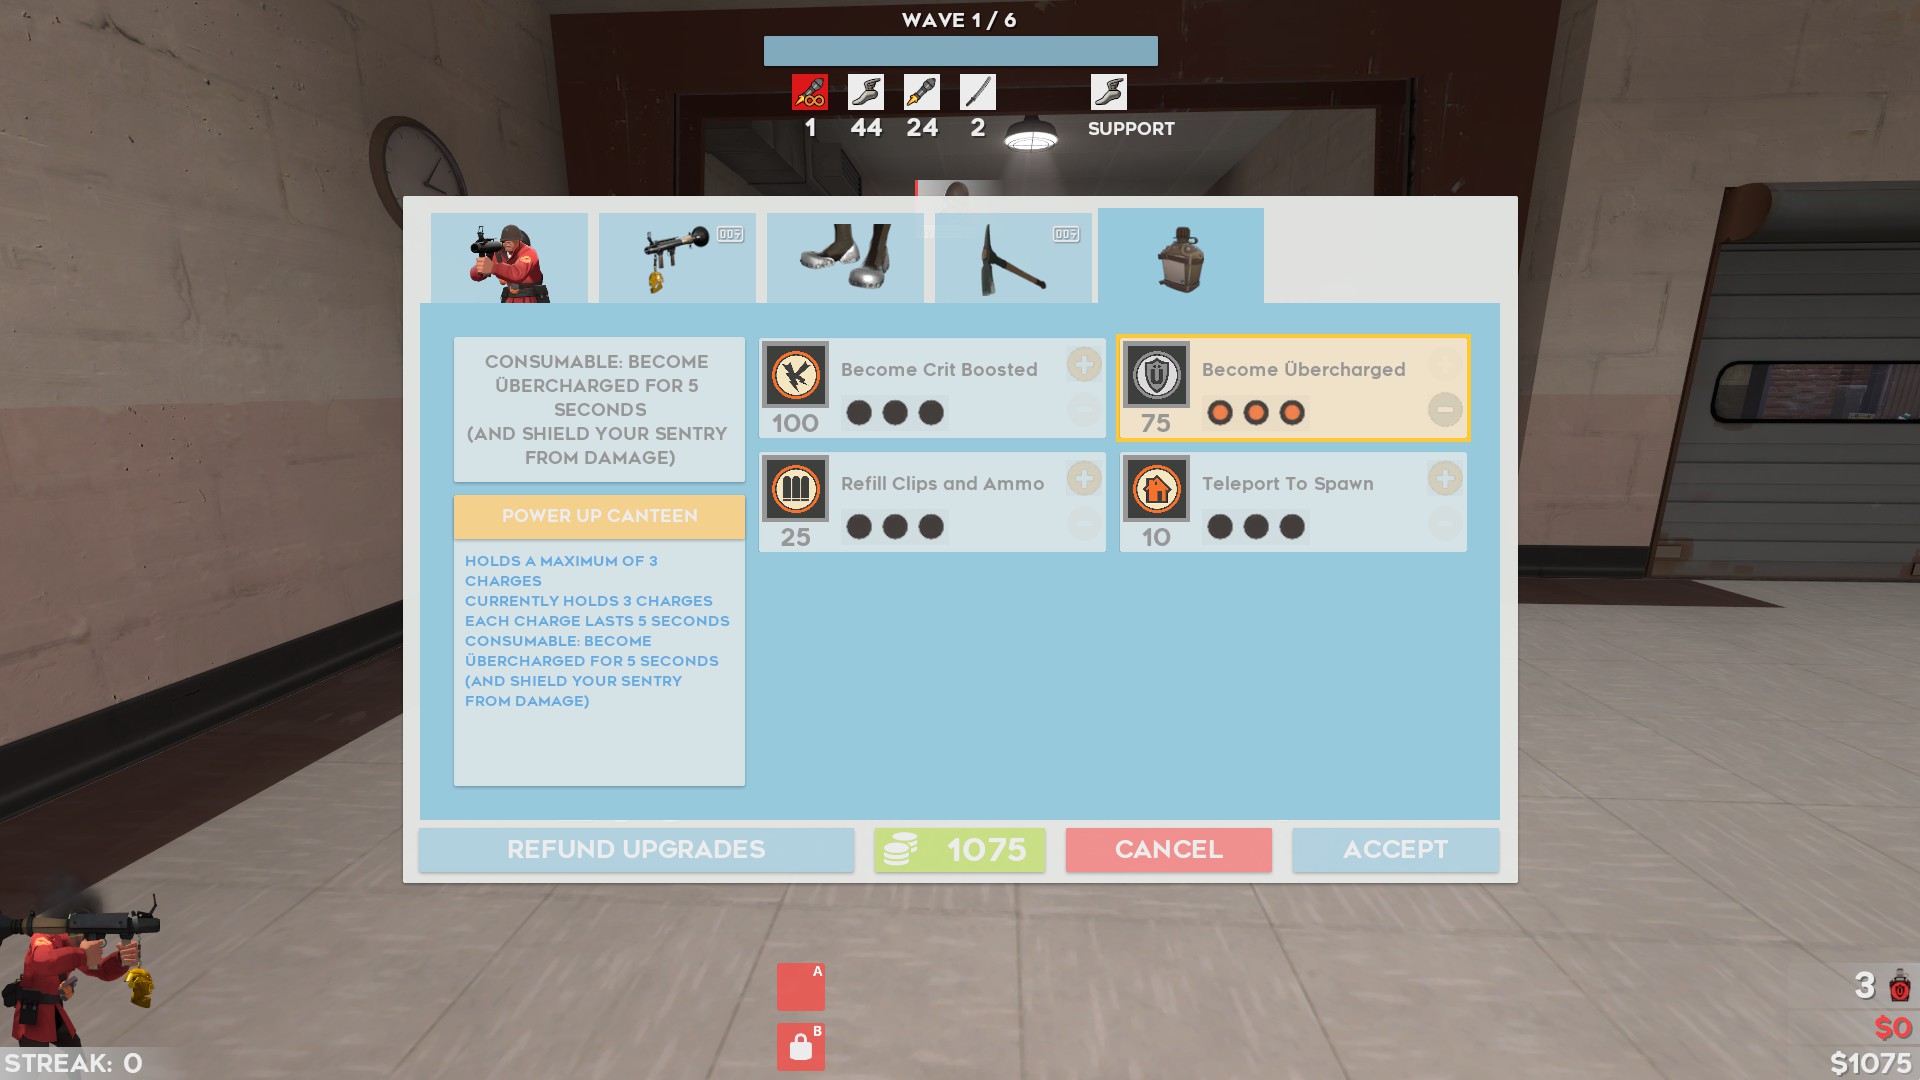 WAVE 1 / 6
1
44
24
2
SUPPORT
CONSUMABLE: BECOME
ÜBERCHARGED FOR 5
SECONDS
(AND SHIELD YOUR SENTRY
FROM DAMAGE)
POWER UP CANTEEN
HOLDS A MAXIMUM OF 3
CHARGES
CURRENTLY HOLDS 3 CHARGES
EACH CHARGE LASTS 5 SECONDS
CONSUMABLE: BECOME
ÜBERCHARGED FOR 5 SECONDS
(AND SHIELD YOUR SENTRY
FROM DAMAGE)
Become Crit Boosted
100
Become Übercharged
75
Refill Clips and Ammo
25
Teleport To Spawn
10
REFUND UPGRADES
1075
CANCEL
ACCEPT
A
B
STREAK: 0
3
$0
$1075